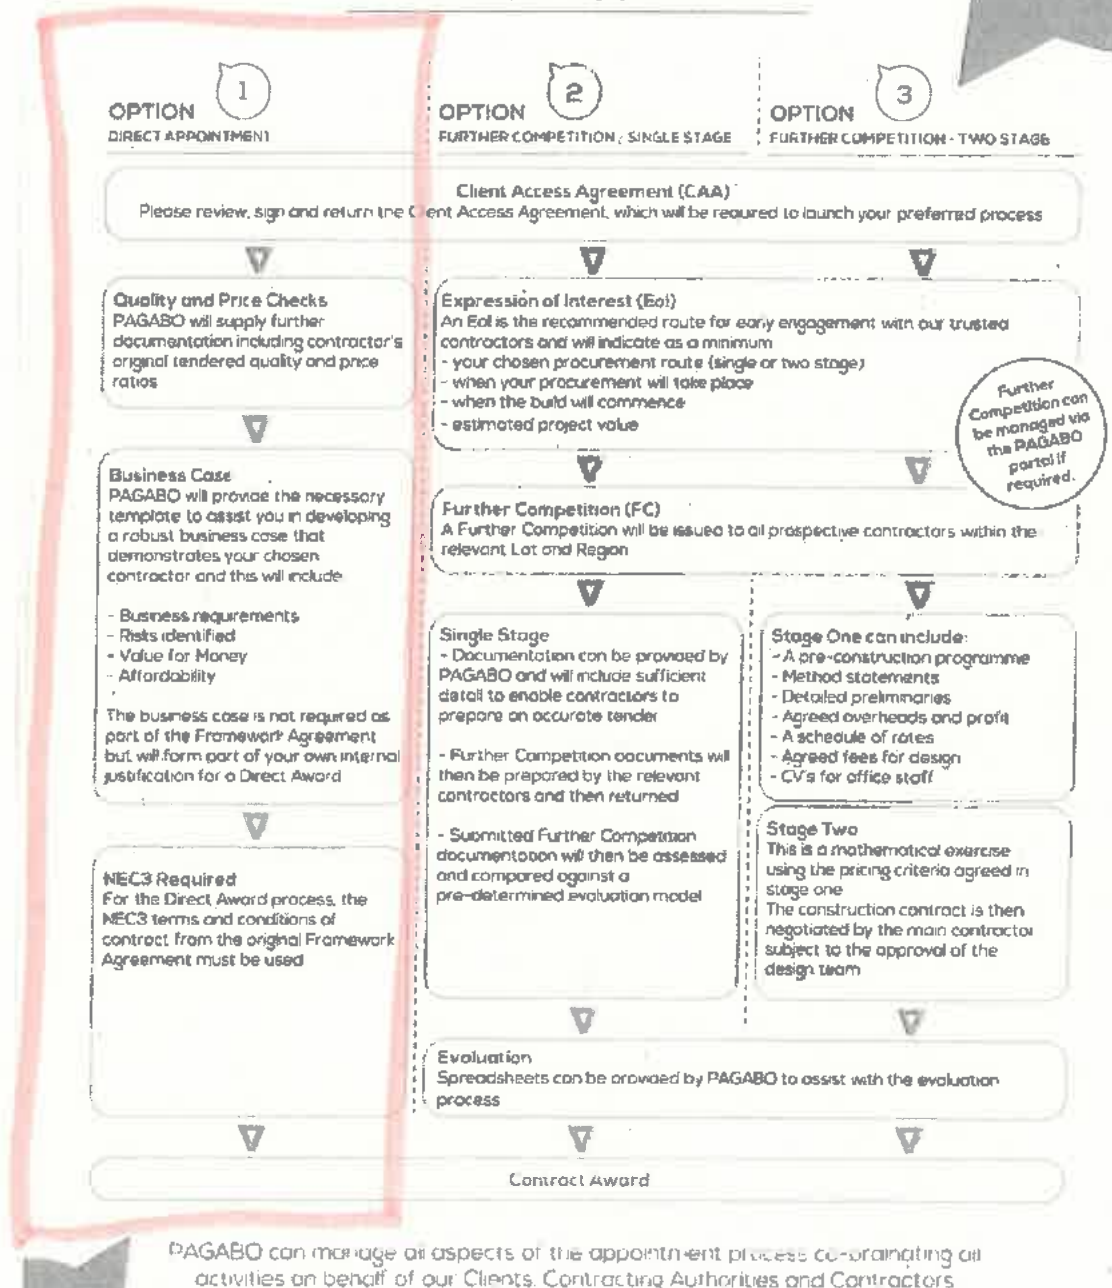 1
OPTION
DIRECT APPOINTMENT
2
OPTION
FURTHER COMPETITION - SINGLE STAGE
3
OPTION
FURTHER COMPETITION - TWO STAGE
Client Access Agreement (CAA)
Please review, sign and return the Client Access Agreement, which will be required to launch your preferred process
Quality and Price Checks
PAGABO will supply further
documentation including contractor's
original tendered quality and price
ratios
Business Case
PAGABO will provide the necessary
template to assist you in developing
a robust business case that
demonstrates your chosen
contractor and this will include
- Business requirements
- Risks identified
- Value for Money
- Affordability
The business case is not required as
part of the Framework Agreement
but will form part of your own internal
justification for a Direct Award
NEC3 Required
For the Direct Award process, the
NEC3 terms and conditions of
contract from the original Framework
Agreement must be used
Expression of Interest (EoI)
An EoI is the recommended route for early engagement with our trusted
contractors and will indicate as a minimum
- your chosen procurement route (single or two stage)
- when your procurement will take place
- when the build will commence
- estimated project value
Further
Competition can
be managed via
the PAGABO
portal if
required.
Further Competition (FC)
A Further Competition will be issued to all prospective contractors within the
relevant Lot and Region
Single Stage
- Documentation can be provided by
PAGABO and will include sufficient
detail to enable contractors to
prepare an accurate tender
- Further Competition documents will
then be prepared by the relevant
contractors and then returned
- Submitted Further Competition
documentation will then be assessed
and compared against a
pre-determined evaluation model
Stage One can include:
- A pre-construction programme
- Method statements
- Detailed preliminaries
- Agreed overheads and profit
- A schedule of rates
- Agreed fees for design
- CV's for office staff
Stage Two
This is a mathematical exercise
using the pricing criteria agreed in
stage one
The construction contract is then
negotiated by the main contractor
subject to the approval of the
design team
Evaluation
Spreadsheets can be provided by PAGABO to assist with the evaluation
process
Contract Award
PAGABO can manage all aspects of the appointment process co-ordinating all
activities on behalf of our Clients, Contracting Authorities and Contractors